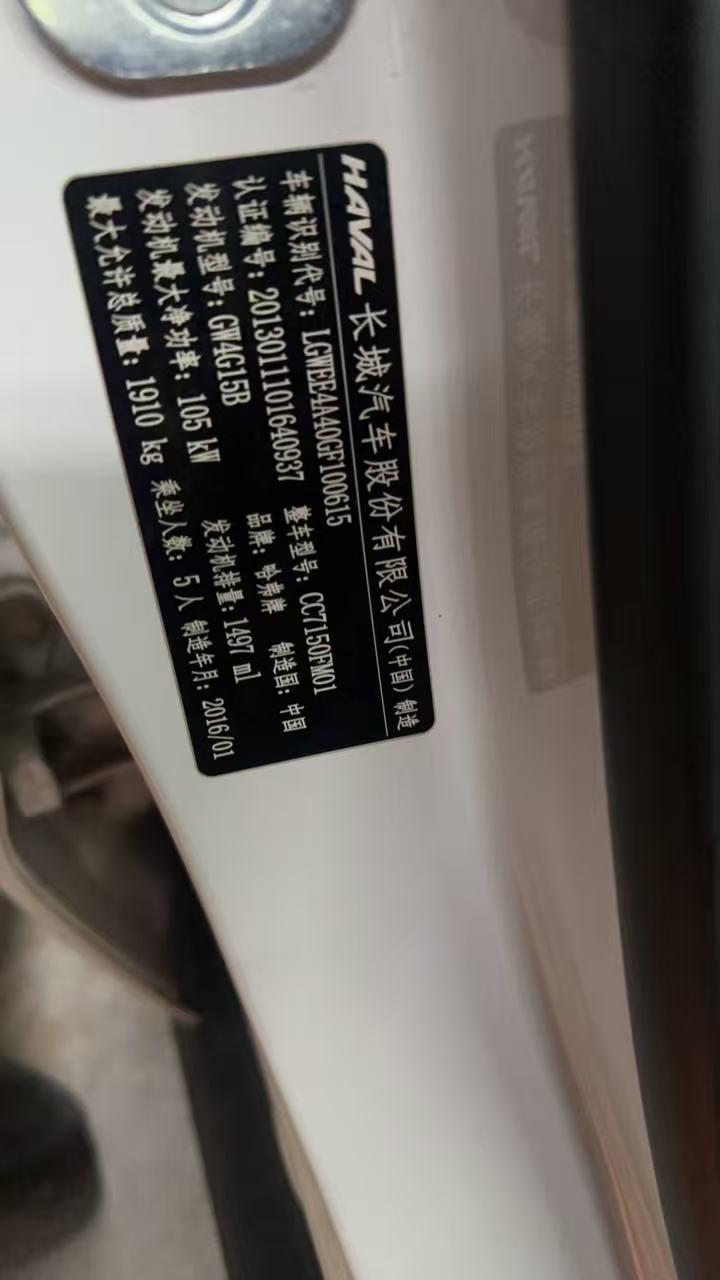 HAVAL 长城汽车股份有限公司(中国)制造
车辆识别代号: LGWEE4A40GF100615 整车型号: CC7150FM01
认证编号: 2013011101640937 品牌: 哈弗牌 制造国: 中国
发动机型号: GW4G15B 发动机排量: 1497 ml
发动机最大净功率: 105 kW
最大允许总质量: 1910 kg 乘坐人数: 5人 制造年月: 2016/01